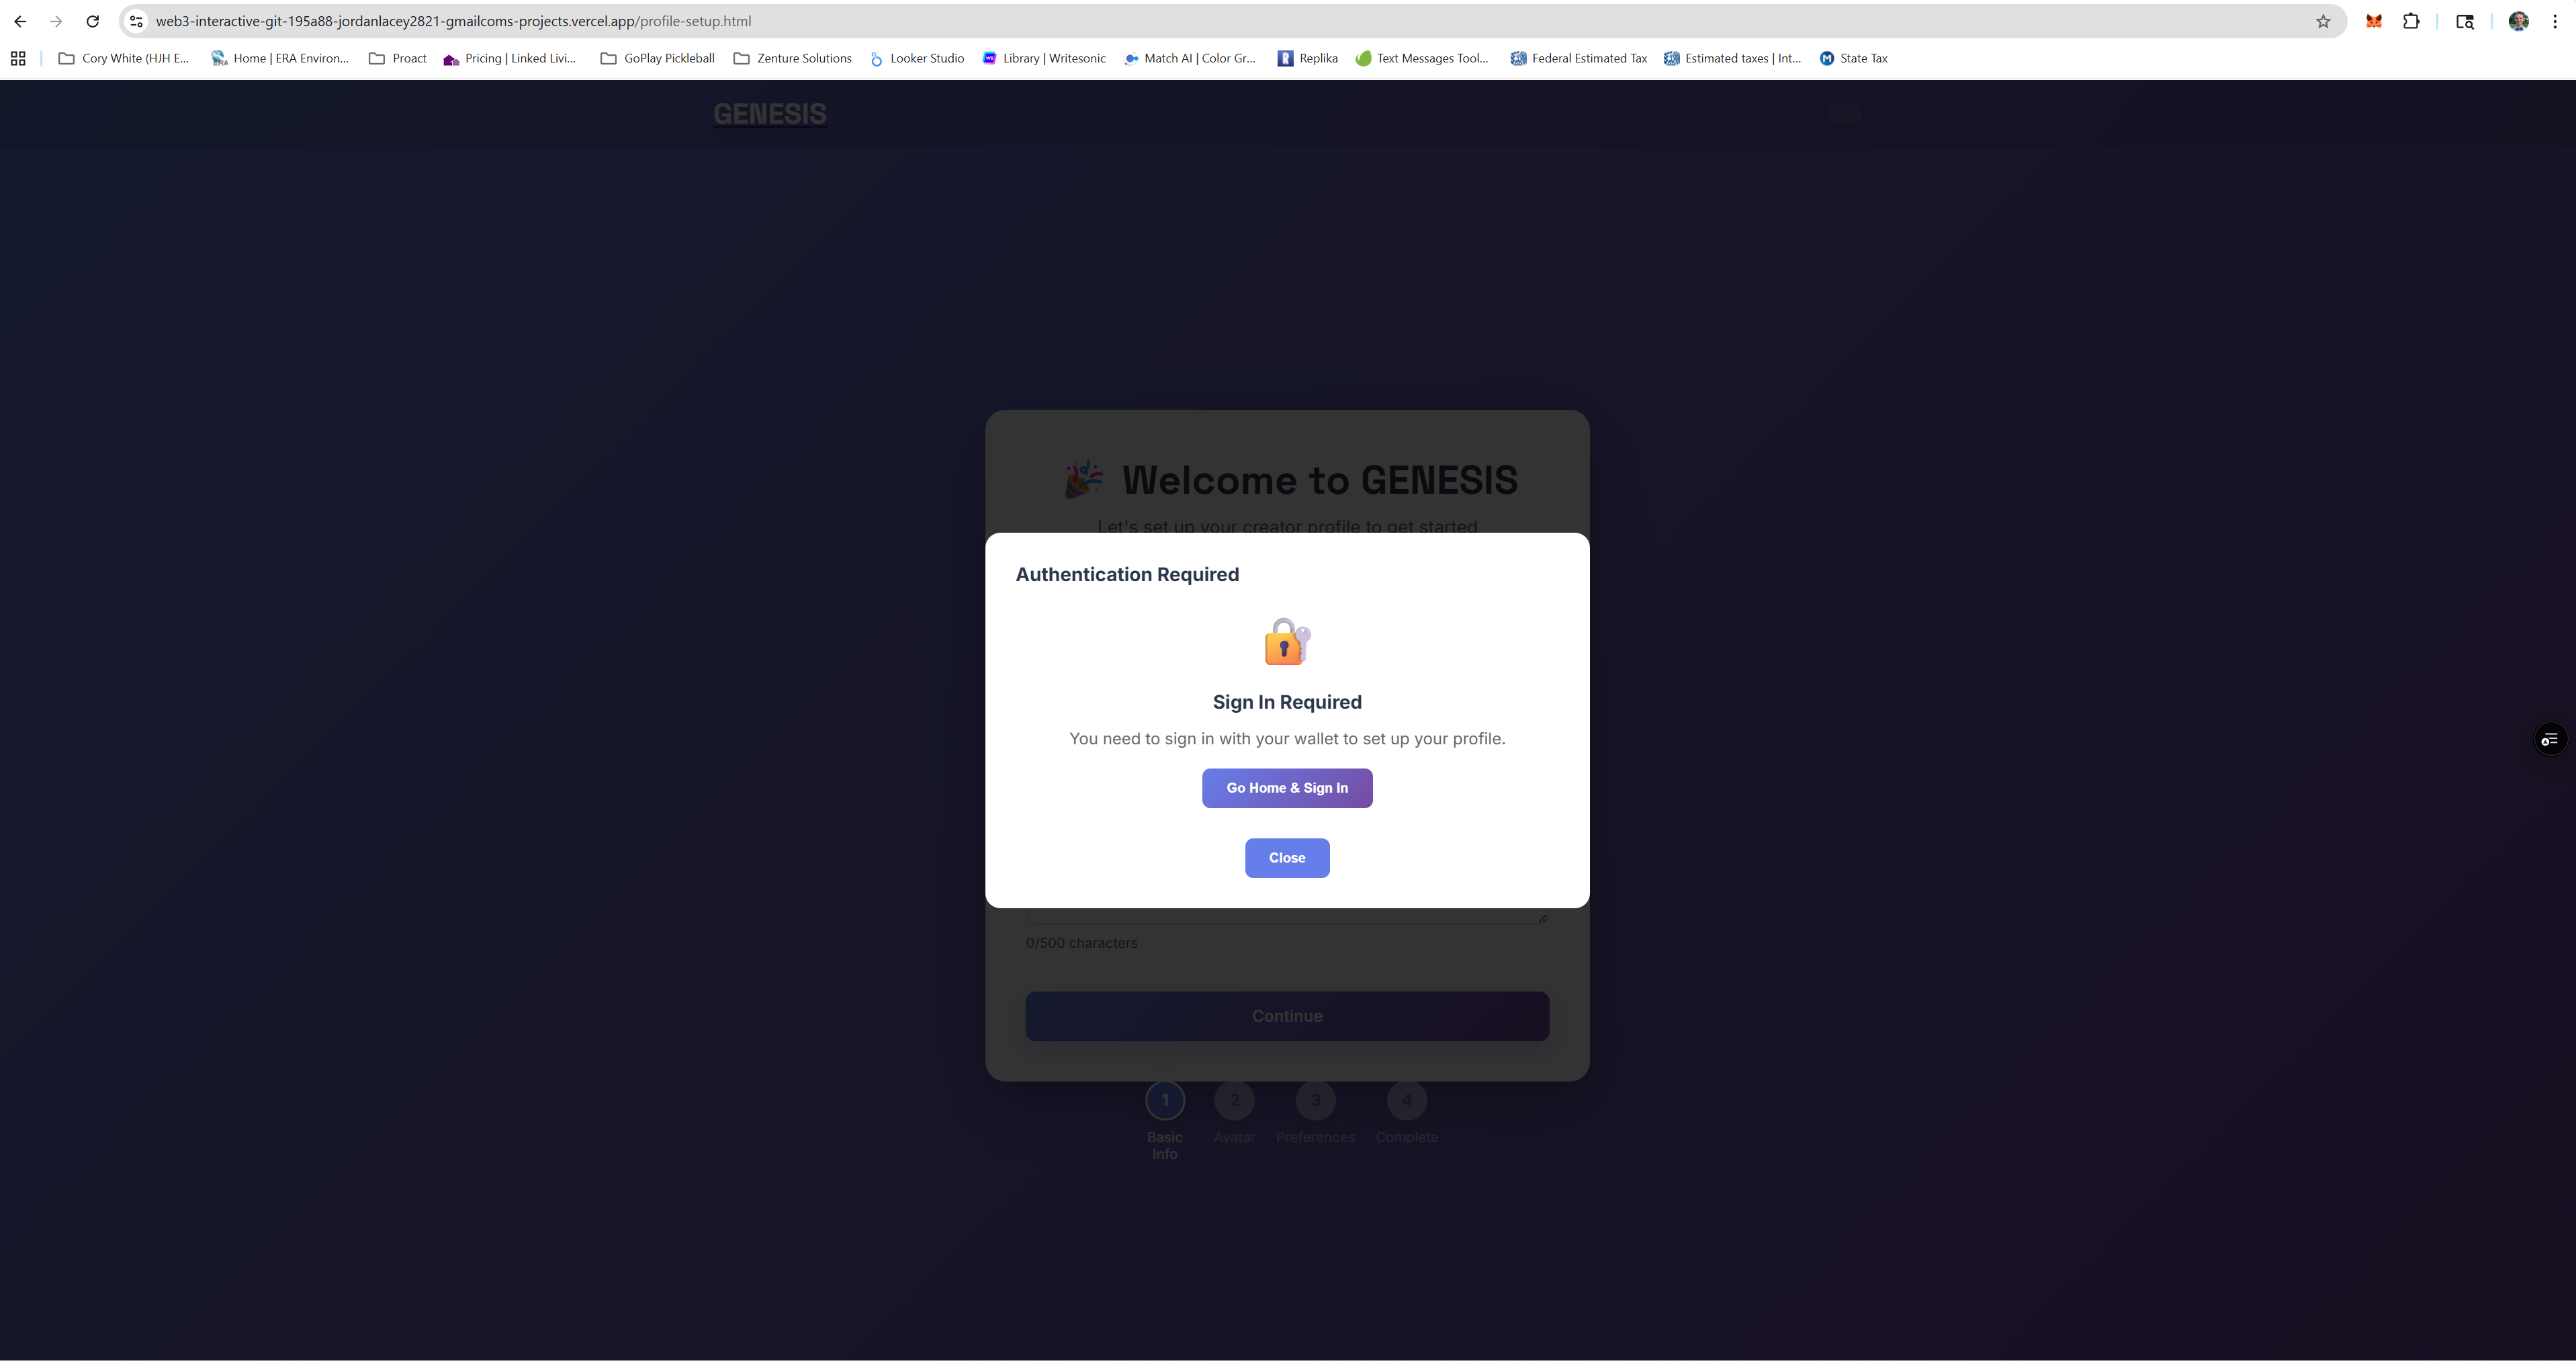 web3-interactive-git-195a88-jordanlacey2821-gmailcoms-projects.vercel.app/profile-setup.html
Cory White (HJH E... Home | ERA Environ... Proact Pricing | Linked Livi... GoPlay Pickleball Zenture Solutions Looker Studio Library | Writesonic Match AI | Color Gr... Replika Text Messages Tool... Federal Estimated Tax Estimated taxes | Int... State Tax
GENESIS
Welcome to GENESIS
Let's set up your creator profile to get started
Authentication Required
Sign In Required
You need to sign in with your wallet to set up your profile.
Go Home & Sign In
Close
0/500 characters
Continue
1 2 3 4
Basic Info Avatar Preferences Complete